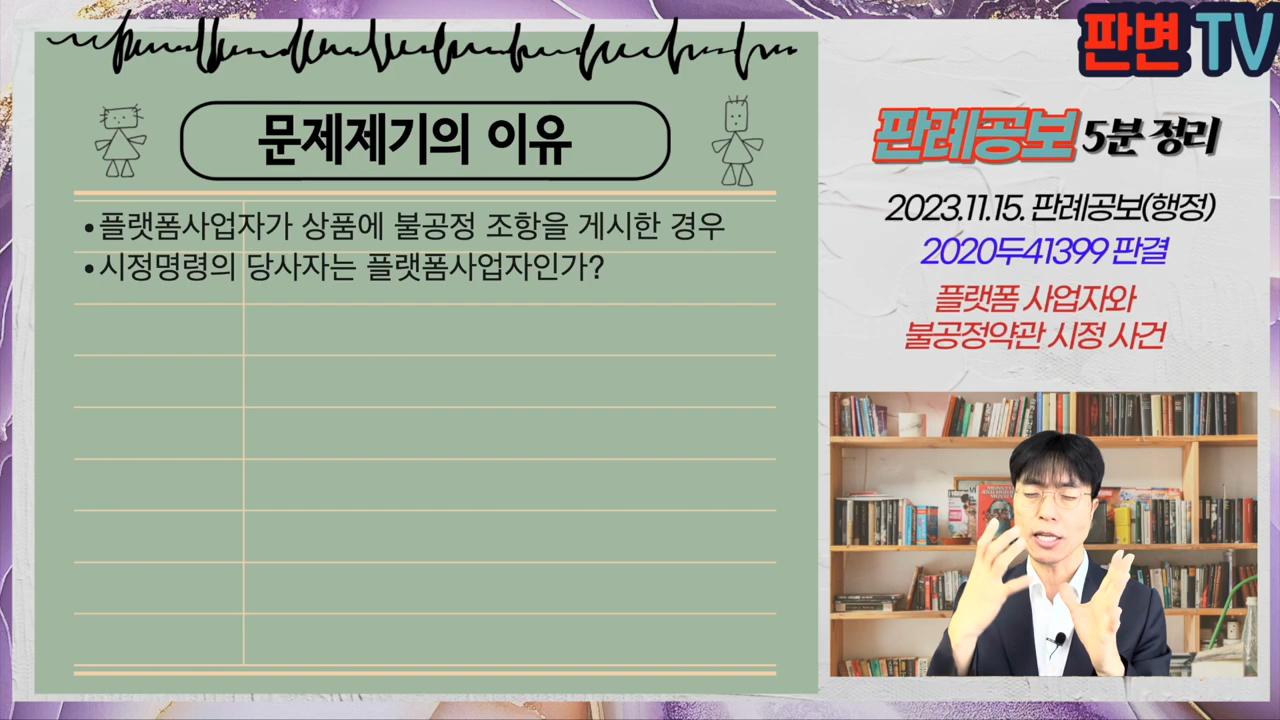 판변 TV
문제제기의 이유
•플랫폼사업자가 상품에 불공정 조항을 게시한 경우
•시정명령의 당사자는 플랫폼사업자인가?
판례공보 5분 정리
2023.11.15. 판례공보(행정)
2020두41399 판결
플랫폼 사업자와
불공정약관 시정 사건